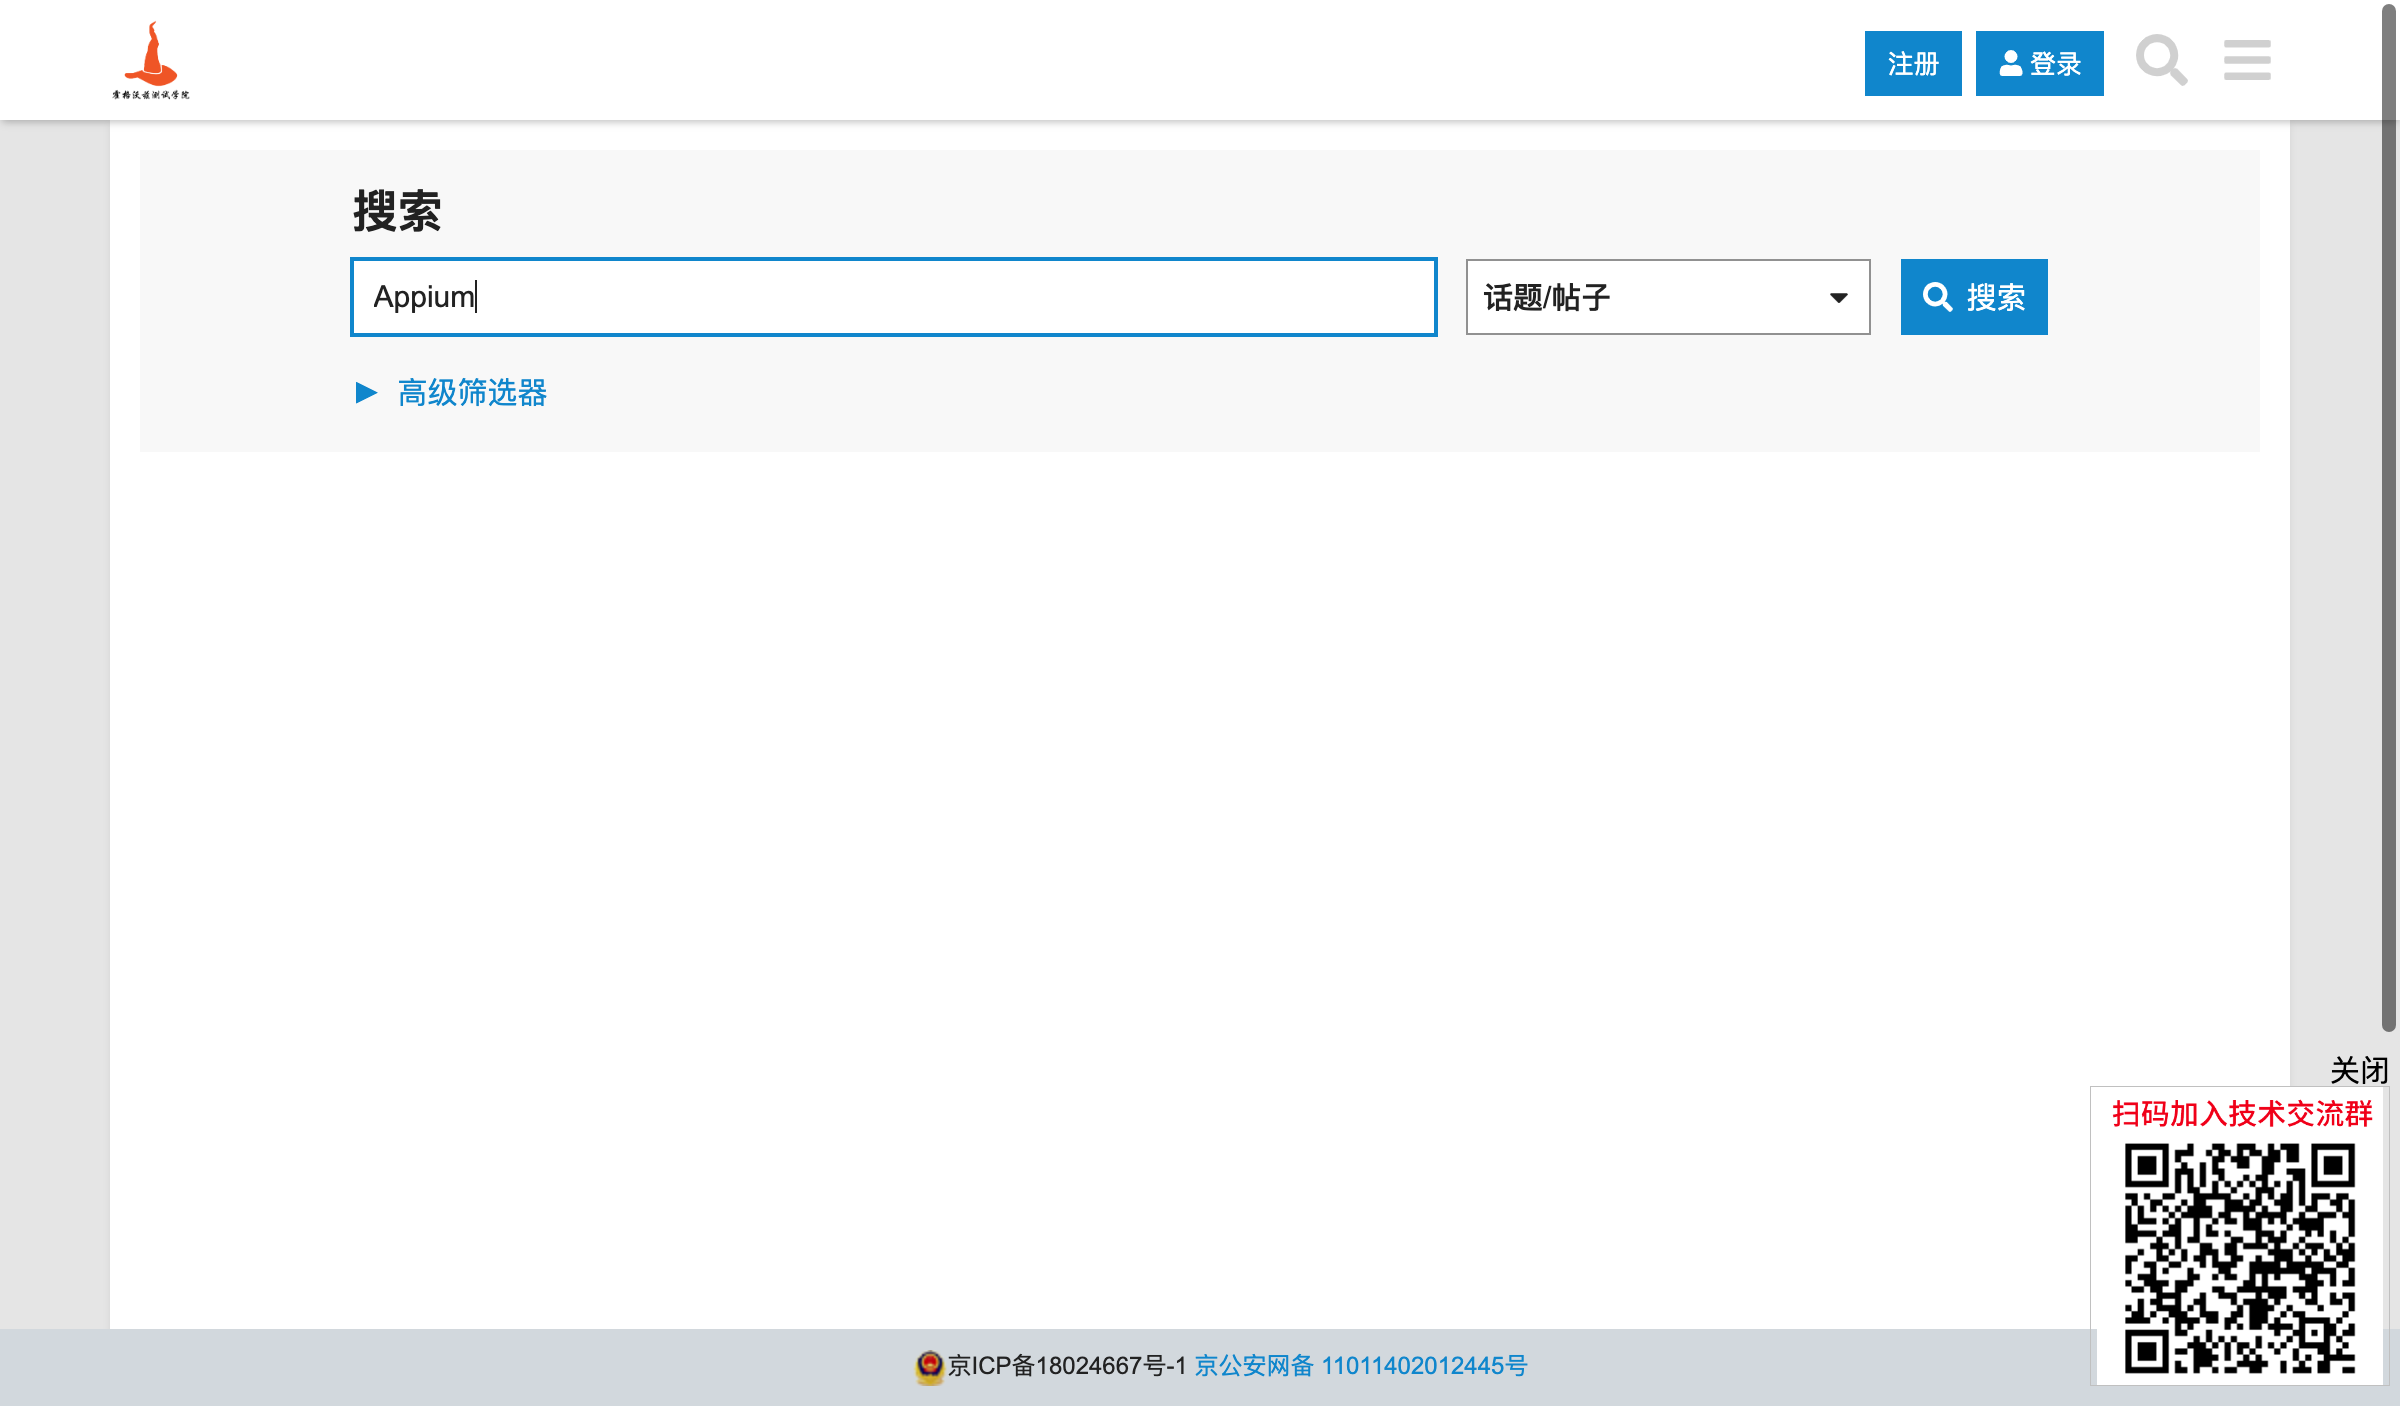 霍格沃兹测试学院
注册
登录
搜索
Appium
话题/帖子
搜索
高级筛选器
关闭
扫码加入技术交流群
京ICP备18024667号-1 京公安网备 11011402012445号